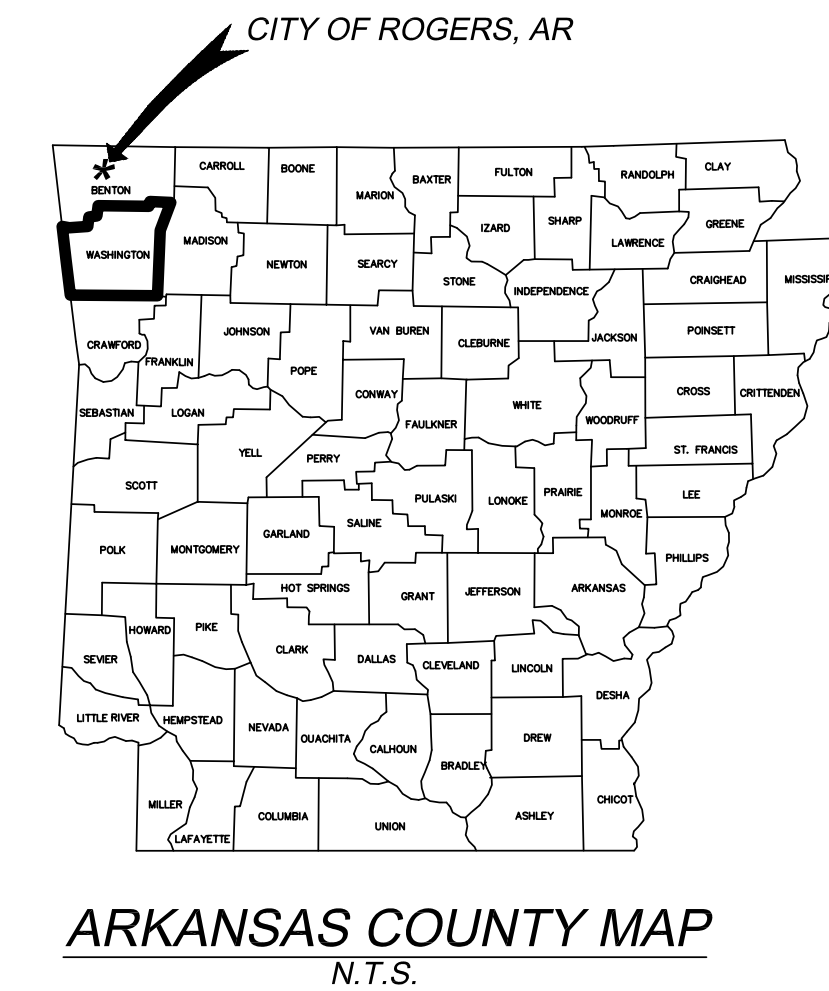 CITY OF ROGERS, AR
*
BENTON
CARROLL
BOONE
MARION
BAXTER
FULTON
RANDOLPH
CLAY
WASHINGTON
MADISON
NEWTON
SEARCY
IZARD
SHARP
LAWRENCE
GREENE
STONE
INDEPENDENCE
CRAIGHEAD
MISSISSIP
CRAWFORD
FRANKLIN
JOHNSON
POPE
VAN BUREN
CLEBURNE
JACKSON
POINSETT
SEBASTIAN
LOGAN
CONWAY
FAULKNER
WHITE
WOODRUFF
CROSS
CRITTENDEN
SCOTT
YELL
PERRY
PULASKI
LONOKE
PRAIRIE
MONROE
ST. FRANCIS
LEE
POLK
MONTGOMERY
GARLAND
SALINE
PHILLIPS
HOT SPRINGS
GRANT
JEFFERSON
ARKANSAS
SEVIER
HOWARD
PIKE
CLARK
DALLAS
CLEVELAND
LINCOLN
DESHA
LITTLE RIVER
HEMPSTEAD
NEVADA
OUACHITA
CALHOUN
BRADLEY
DREW
MILLER
LAFAYETTE
COLUMBIA
UNION
ASHLEY
CHICOT
ARKANSAS COUNTY MAP
N.T.S.